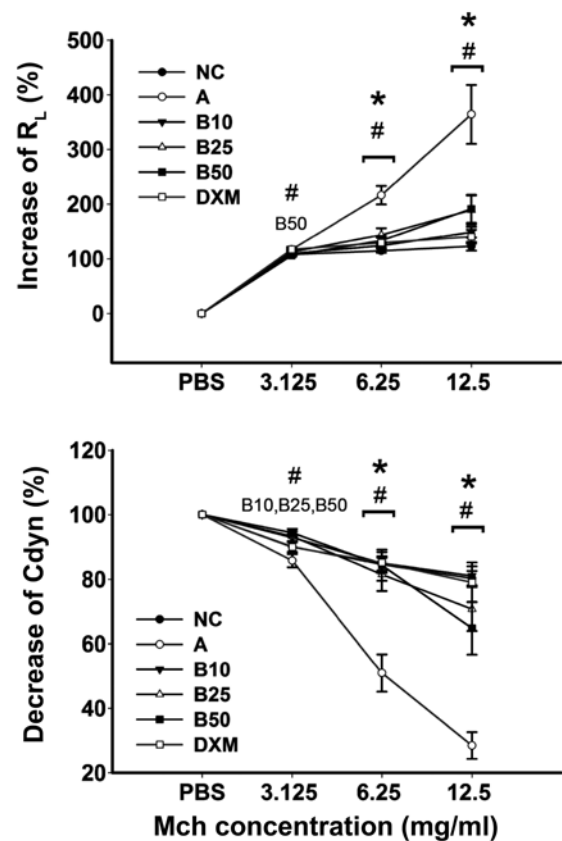 Increase of R_L (%)
500
400
300
200
100
0
NC
A
B10
B25
B50
DXM
#
B50
*
#
*
#
PBS 3.125 6.25 12.5
Decrease of Cdyn (%)
120
100
80
60
40
20
#
B10,B25,B50
*
#
*
#
NC
A
B10
B25
B50
DXM
PBS 3.125 6.25 12.5
Mch concentration (mg/ml)